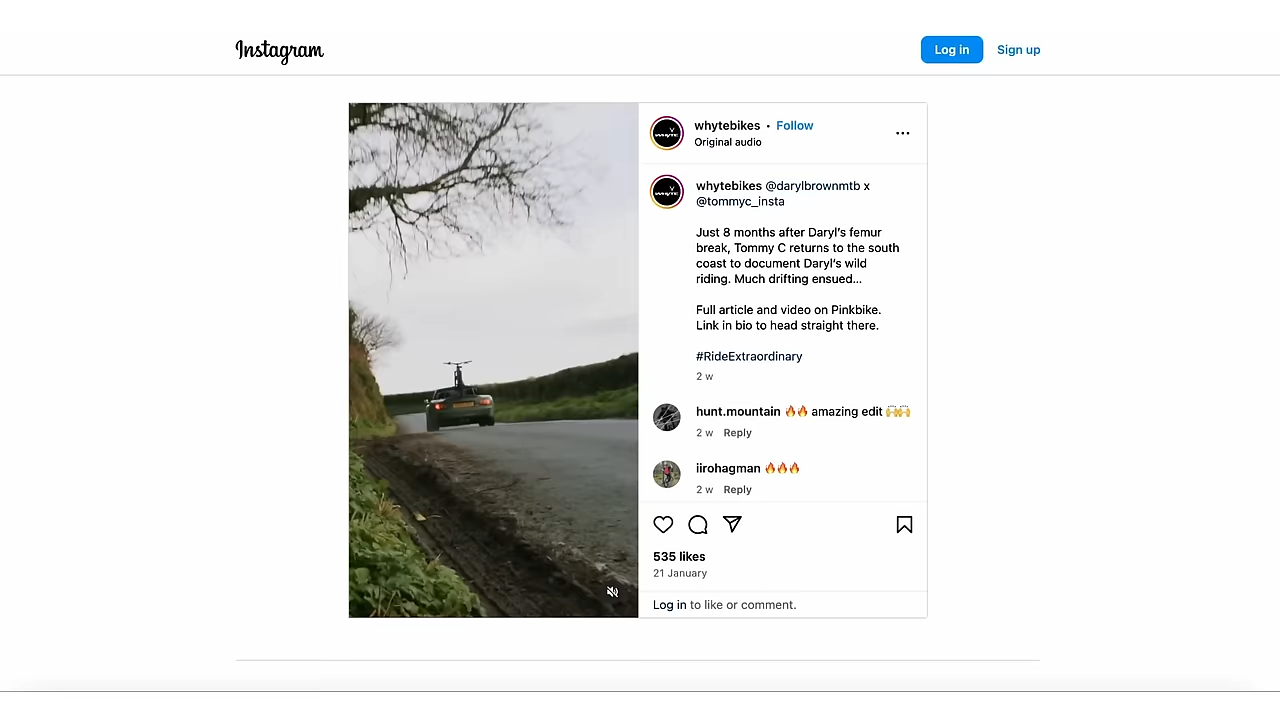 Instagram
Log in
Sign up
whytebikes • Follow
Original audio
whytebikes @darylbrownmtb x
@tommyc_insta
Just 8 months after Daryl's femur
break, Tommy C returns to the south
coast to document Daryl's wild
riding. Much drifting ensued...
Full article and video on Pinkbike.
Link in bio to head straight there.
#RideExtraordinary
2 w
hunt.mountain 🔥🔥 amazing edit 🙌🙌
2 w Reply
iirohagman 🔥🔥🔥
2 w Reply
535 likes
21 January
Log in to like or comment.